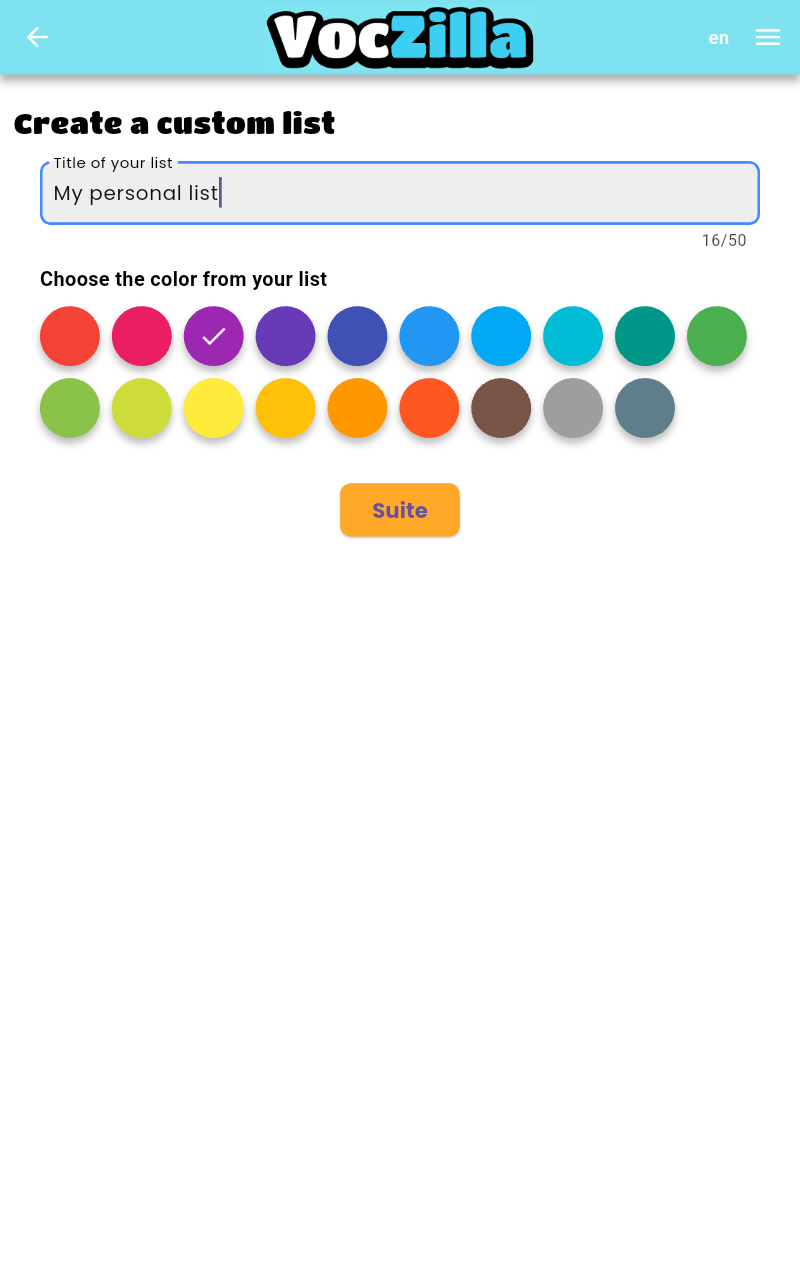 VocZilla
en
Create a custom list
Title of your list
My personal list
16/50
Choose the color from your list
Suite